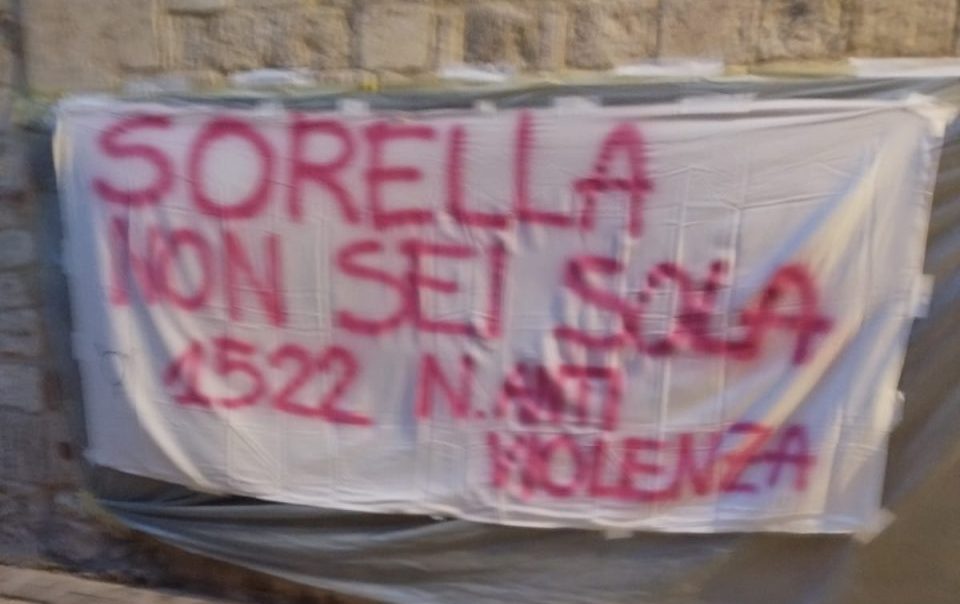 SORELLA
NON SEI SOLA
1522 N. ANTI
VIOLENZA